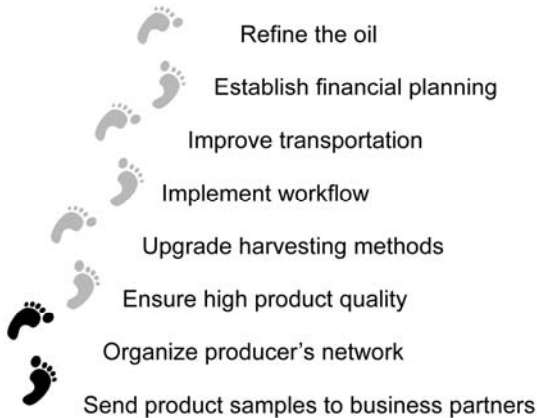 Refine the oil
Establish financial planning
Improve transportation
Implement workflow
Upgrade harvesting methods
Ensure high product quality
Organize producer’s network
Send product samples to business partners